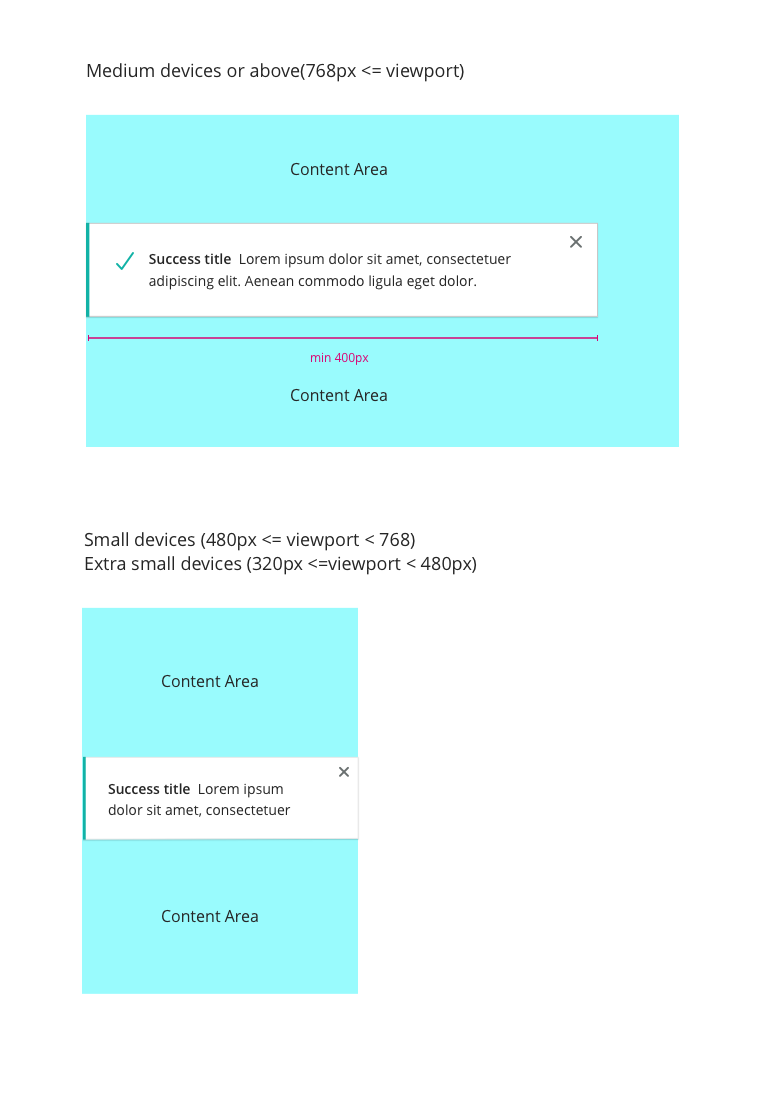 Medium devices or above(768px <= viewport)
Content Area
Success title Lorem ipsum dolor sit amet, consectetuer
adipiscing elit. Aenean commodo ligula eget dolor.
min 400px
Content Area
Small devices (480px <= viewport < 768)
Extra small devices (320px <=viewport < 480px)
Content Area
Success title Lorem ipsum
dolor sit amet, consectetuer
Content Area